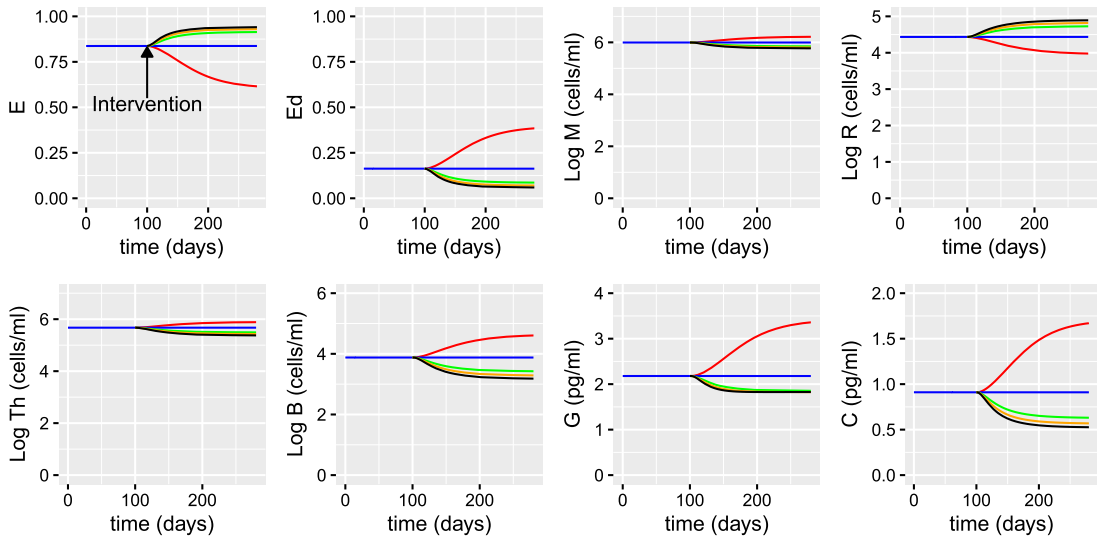 E
1.00
0.75
0.50
0.25
0.00
Intervention
0 100 200
time (days)
Ed
1.00
0.75
0.50
0.25
0.00
0 100 200
time (days)
Log M (cells/ml)
6
4
2
0
0 100 200
time (days)
Log R (cells/ml)
5
4
3
2
1
0
0 100 200
time (days)
Log Th (cells/ml)
6
4
2
0
0 100 200
time (days)
Log B (cells/ml)
6
4
2
0
0 100 200
time (days)
G (pg/ml)
4
3
2
1
0
0 100 200
time (days)
C (pg/ml)
2.0
1.5
1.0
0.5
0.0
0 100 200
time (days)